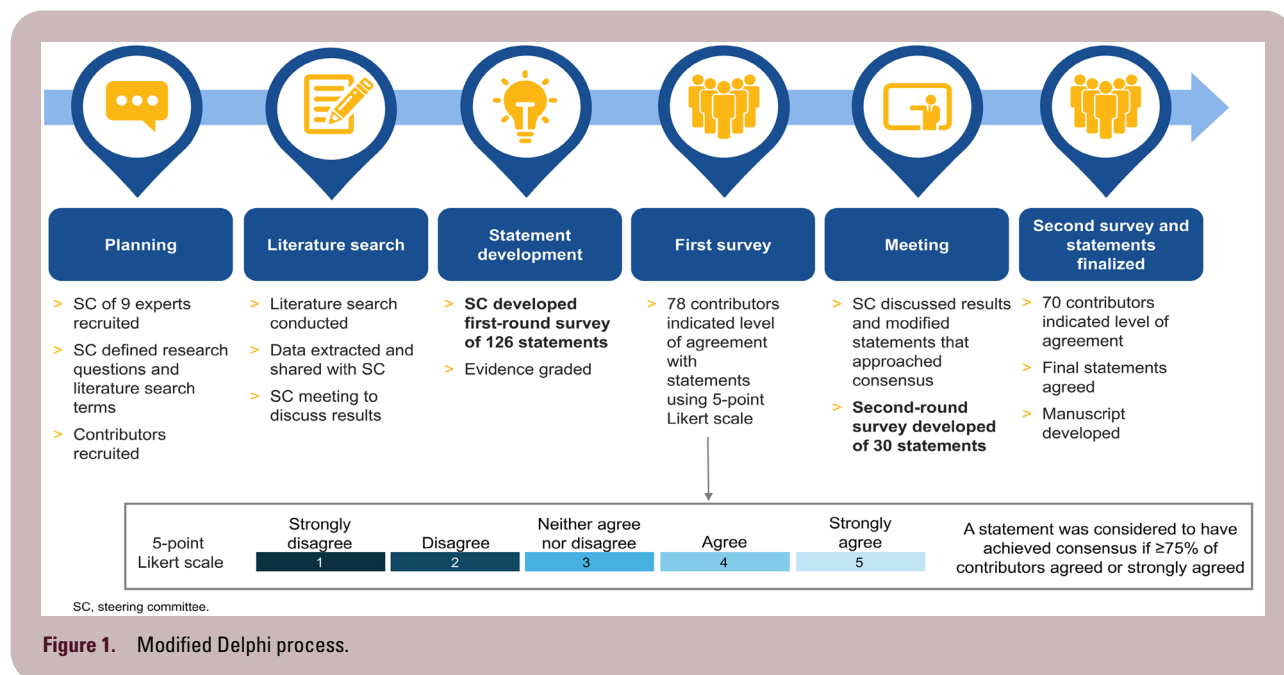 Planning
> SC of 9 experts
recruited
> SC defined research
questions and
literature search
terms
> Contributors
recruited
Literature search
> Literature search
conducted
> Data extracted and
shared with SC
> SC meeting to
discuss results
Statement
development
> SC developed
first-round survey
of 126 statements
> Evidence graded
First survey
> 78 contributors
indicated level
of agreement
with
statements
using 5-point
Likert scale
Meeting
> SC discussed results
and modified
statements that
approached
consensus
> Second-round
survey developed
of 30 statements
Second survey and
statements
finalized
> 70 contributors
indicated level of
agreement
> Final statements
agreed
> Manuscript
developed
5-point
Likert scale
Strongly
disagree
1
Disagree
2
Neither agree
nor disagree
3
Agree
4
Strongly
agree
5
A statement was considered to have
achieved consensus if ≥75% of
contributors agreed or strongly agreed
SC, steering committee.
Figure 1. Modified Delphi process.